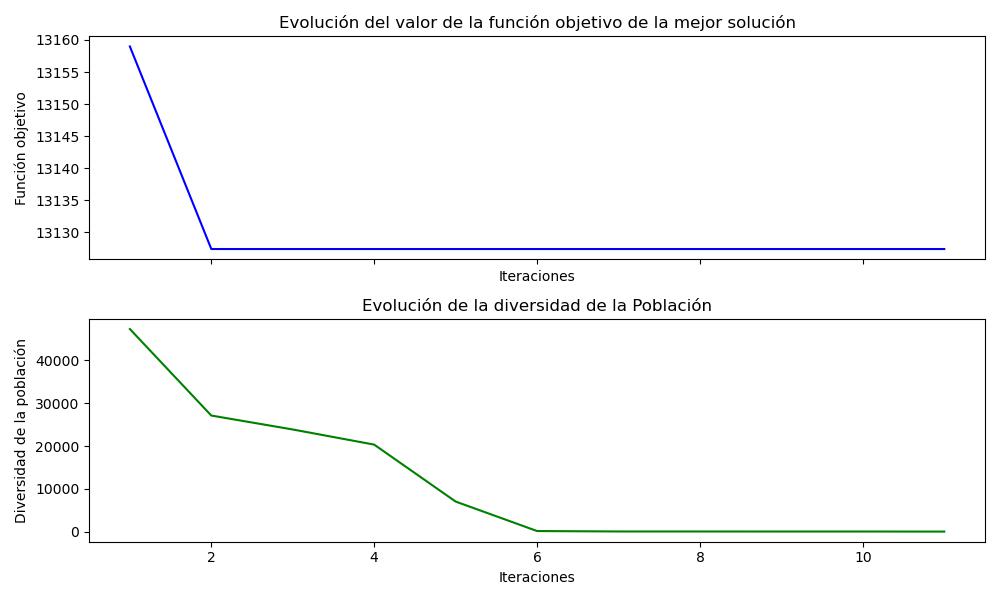 Evolución del valor de la función objetivo de la mejor solución
13160
13155
13150
13145
13140
13135
13130
Función objetivo
Iteraciones
Evolución de la diversidad de la Población
40000
30000
20000
10000
0
Diversidad de la población
2 4 6 8 10
Iteraciones